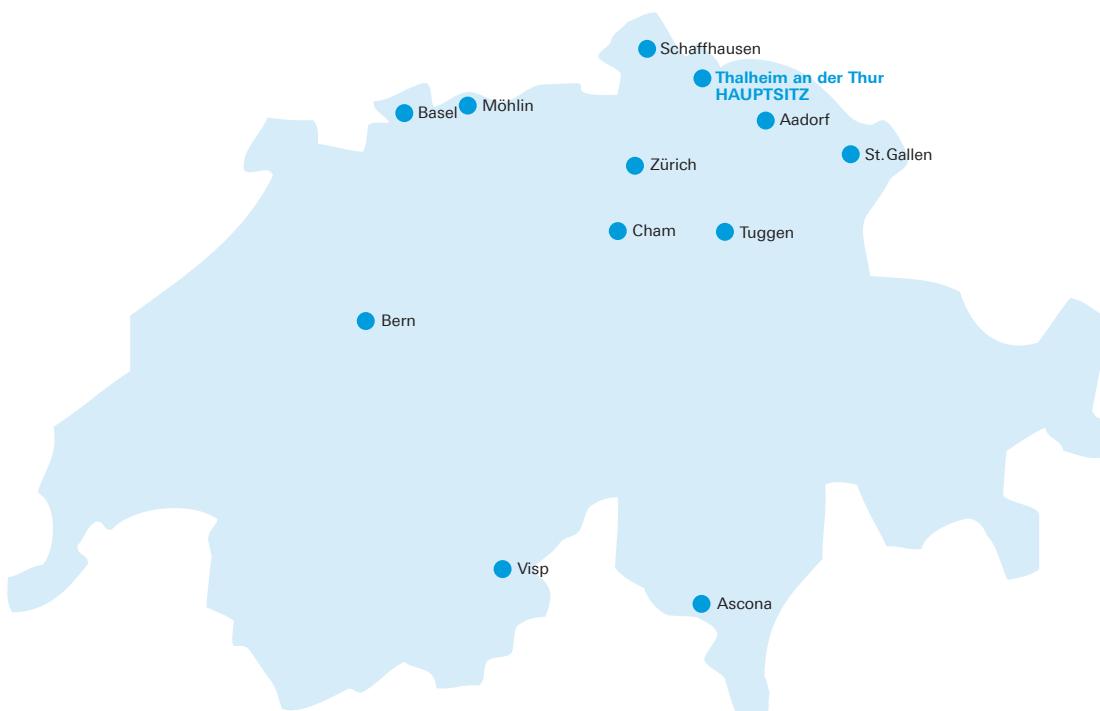 Schaffhausen
Thalheim an der Thur
HAUPTSITZ
Basel
Möhlin
Aadorf
St. Gallen
Zürich
Cham
Tuggen
Bern
Visp
Ascona